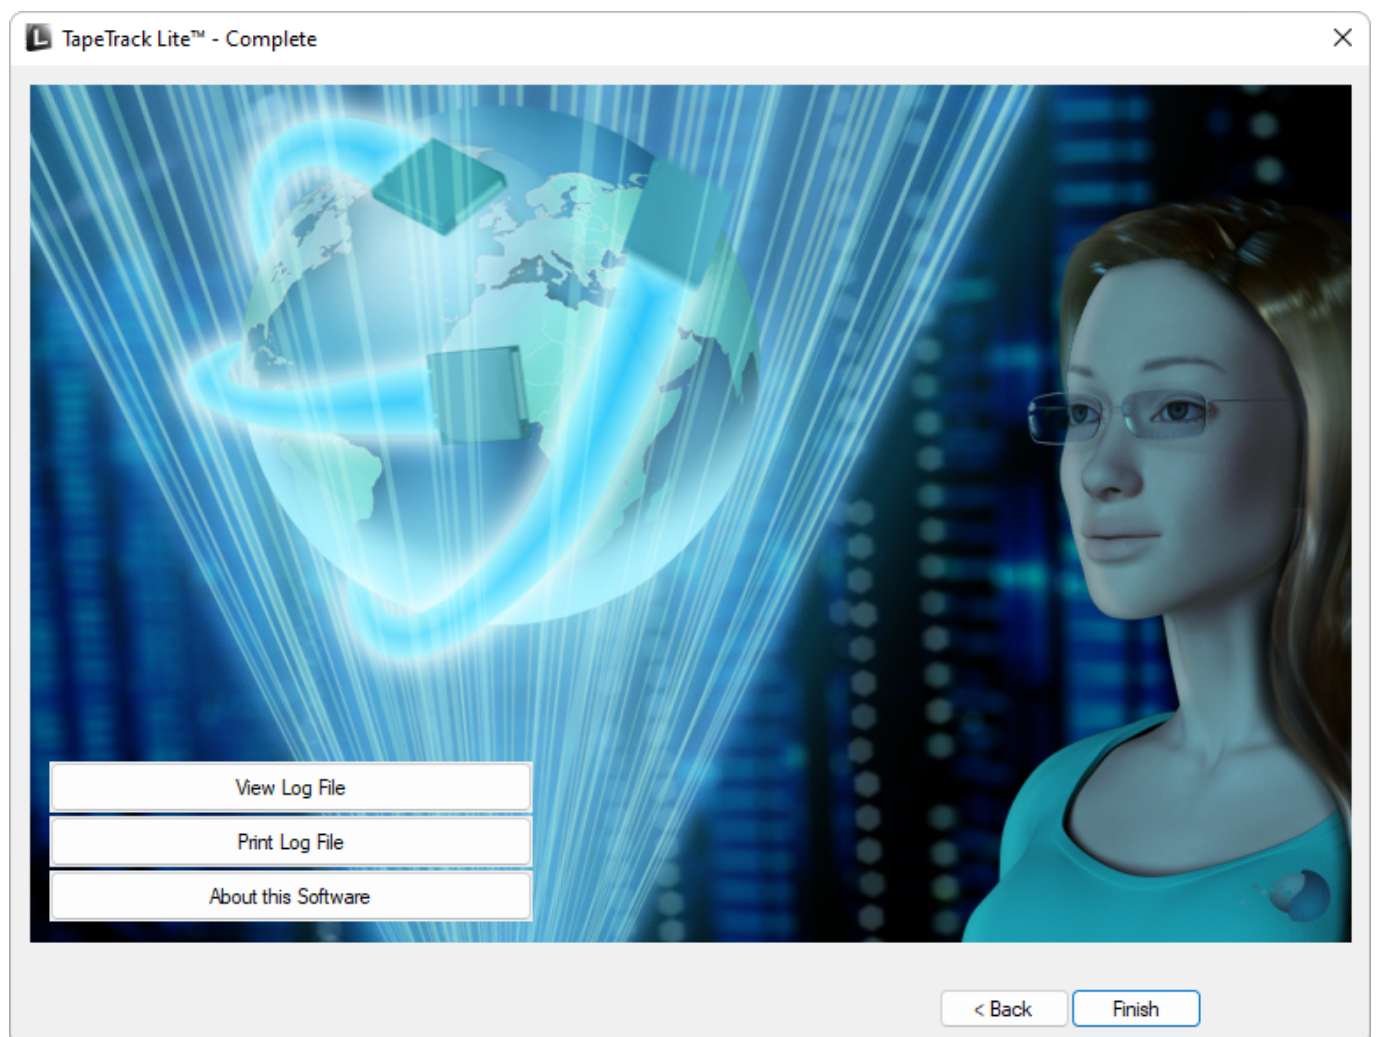 TapeTrack Lite™ - Complete
View Log File
Print Log File
About this Software
< Back
Finish